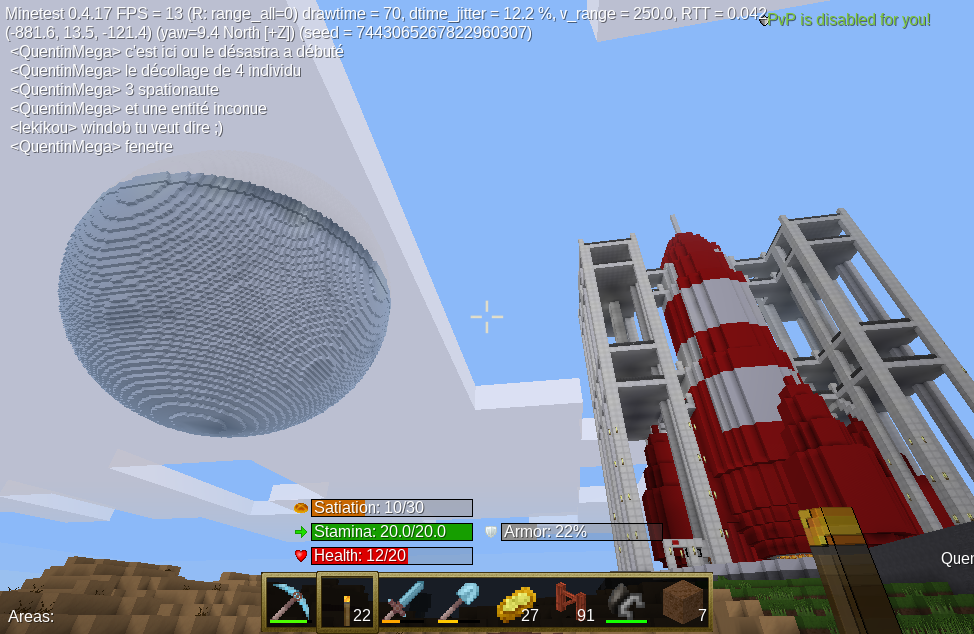 Minetest 0.4.17 FPS = 13 (R: range_all=0) drawtime = 70, dtime_jitter = 12.2 %, v_range = 250.0, RTT = 0.042
PvP is disabled for you!
(-881.6, 13.5, -121.4) (yaw=9.4 North [+Z]) (seed = 7443065267822960307)
<QuentinMega> c'est ici ou le désastra a débuté
<QuentinMega> le décollage de 4 individu
<QuentinMega> 3 spationaute
<QuentinMega> et une entité inconue
<lekikou> windob tu veut dire ;)
<QuentinMega> fenetre
Satiation: 10/30
Stamina: 20.0/20.0
Armor: 22%
Health: 12/20
Quer
22
27
91
7
Areas: